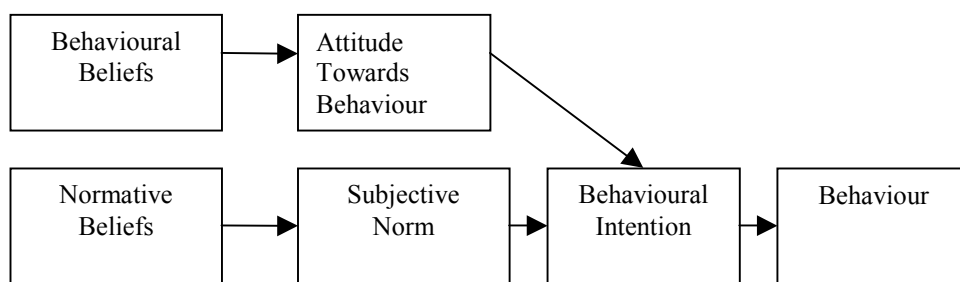 Behavioural
Beliefs
Attitude
Towards
Behaviour
Normative
Beliefs
Subjective
Norm
Behavioural
Intention
Behaviour